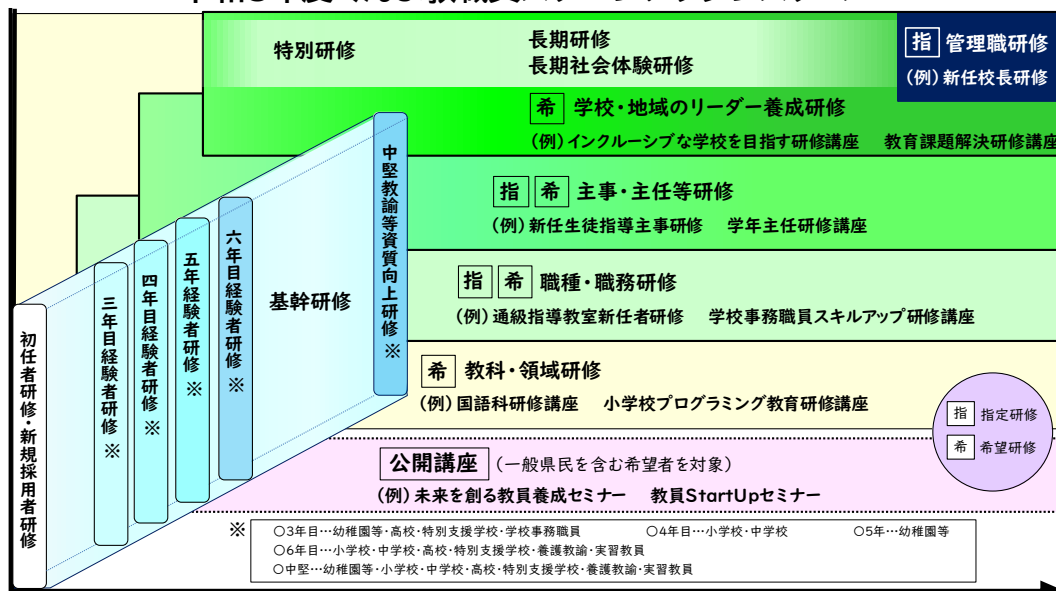 特別研修
長期研修
長期社会体験研修
指 管理職研修
(例)新任校長研修
希 学校・地域のリーダー養成研修
(例)インクルーシブな学校を目指す研修講座 教育課題解決研修講座
指 希 主事・主任等研修
(例)新任生徒指導主事研修 学年主任研修講座
指 希 職種・職務研修
(例)通級指導教室新任者研修 学校事務職員スキルアップ研修講座
希 教科・領域研修
(例)国語科研修講座 小学校プログラミング教育研修講座
公開講座 (一般県民を含む希望者を対象)
(例)未来を創る教員養成セミナー 教員StartUpセミナー
初任者研修・新規採用者研修
三年目経験者研修 ※
四年目経験者研修 ※
五年経験者研修 ※
六年目経験者研修 ※
基幹研修
中堅教諭等資質向上研修 ※
指 指定研修
希 希望研修
※ ○3年目…幼稚園等・高校・特別支援学校・学校事務職員 ○4年目…小学校・中学校 ○5年…幼稚園等
○6年目…小学校・中学校・高校・特別支援学校・養護教諭・実習教員
○中堅…幼稚園等・小学校・中学校・高校・特別支援学校・養護教諭・実習教員